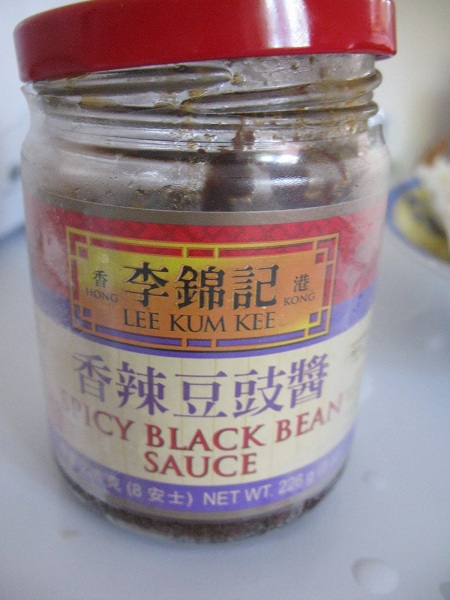 香 李錦記 港
HONG LEE KUM KEE KONG
香辣豆豉醬
SPICY BLACK BEAN
SAUCE
克 (8 安士) NET WT. 226 g